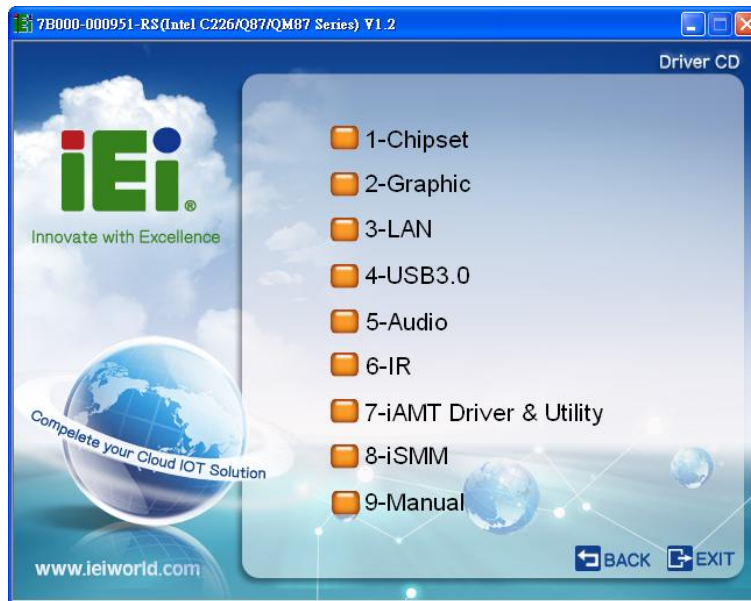 7B000-000951-RS(Intel C226/Q87/QM87 Series) V1.2
Driver CD
iEi®
Innovate with Excellence
1-Chipset
2-Graphic
3-LAN
4-USB3.0
5-Audio
6-IR
7-iAMT Driver & Utility
8-iSMM
9-Manual
Compelete your Cloud IOT Solution
www.ieiworld.com
BACK
EXIT